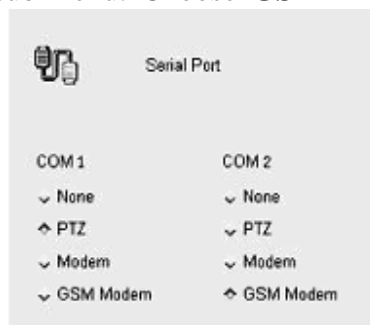 Serial Port
COM 1 COM 2
None None
PTZ PTZ
Modem Modem
GSM Modem GSM Modem